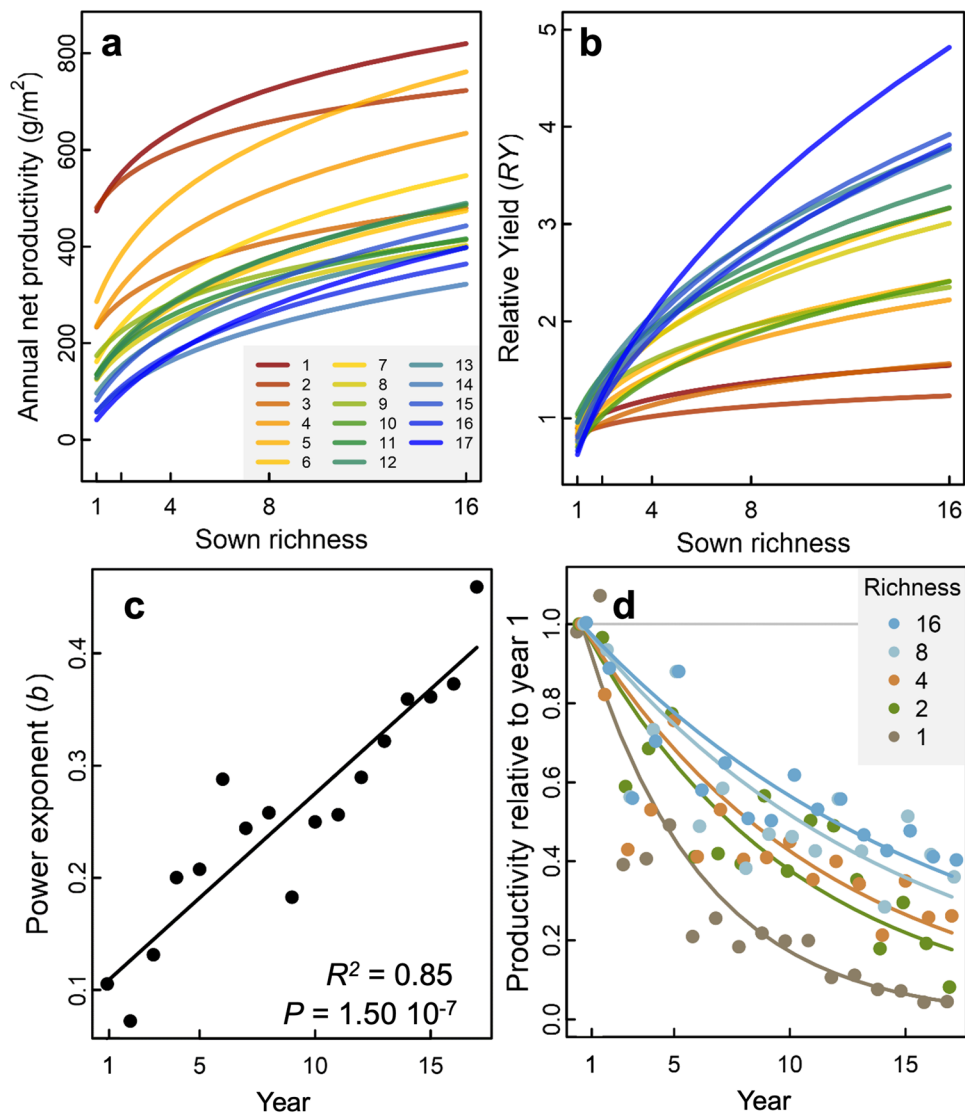 a
Annual net productivity (g/m²)
800
600
400
200
0
1 7 13
2 8 14
3 9 15
4 10 16
5 11 17
6 12
1 4 8 16
Sown richness
b
Relative Yield (RY)
5
4
3
2
1
1 4 8 16
Sown richness
c
Power exponent (b)
0.4
0.3
0.2
0.1
R² = 0.85
P = 1.50 10⁻⁷
1 5 10 15
Year
d
Productivity relative to year 1
1.0
0.8
0.6
0.4
0.2
0.0
Richness
16
8
4
2
1
1 5 10 15
Year